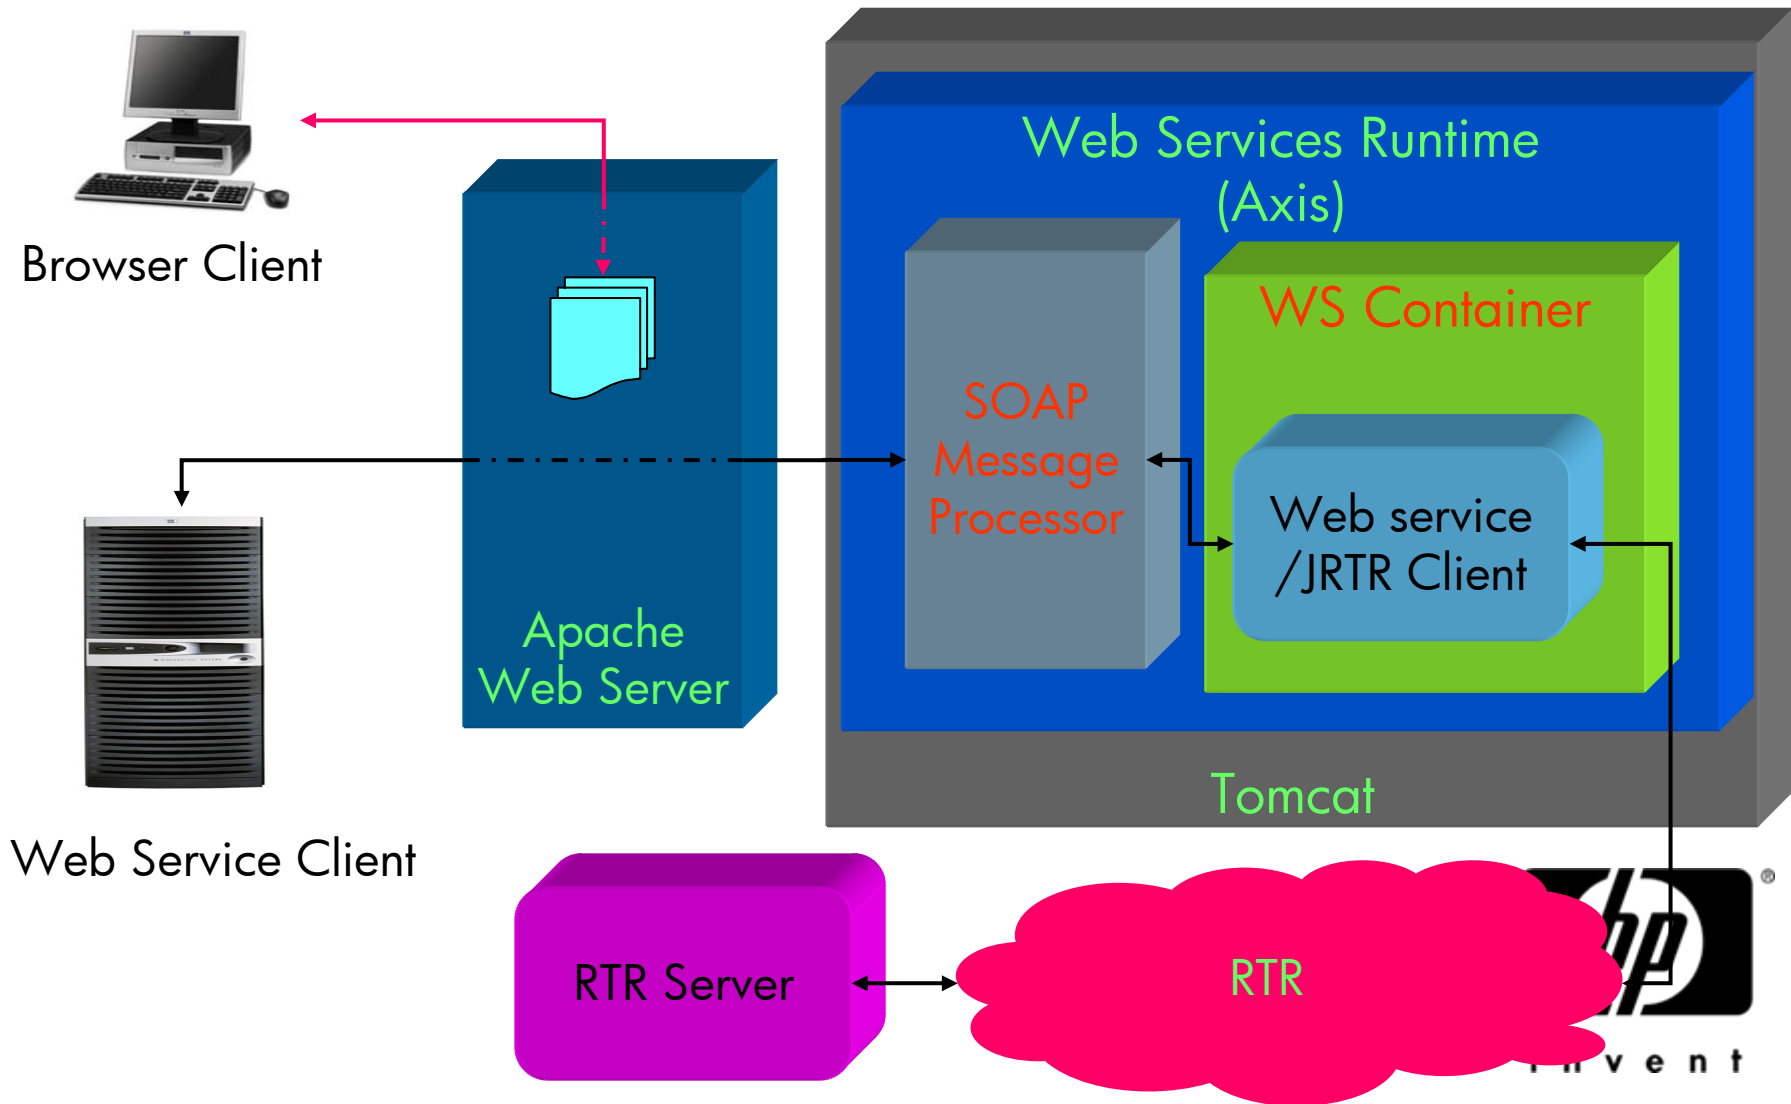 Browser Client
Web Service Client
Apache
Web Server
Web Services Runtime
(Axis)
SOAP
Message
Processor
WS Container
Web service
/JRTR Client
Tomcat
RTR Server
RTR
hp
®
invent